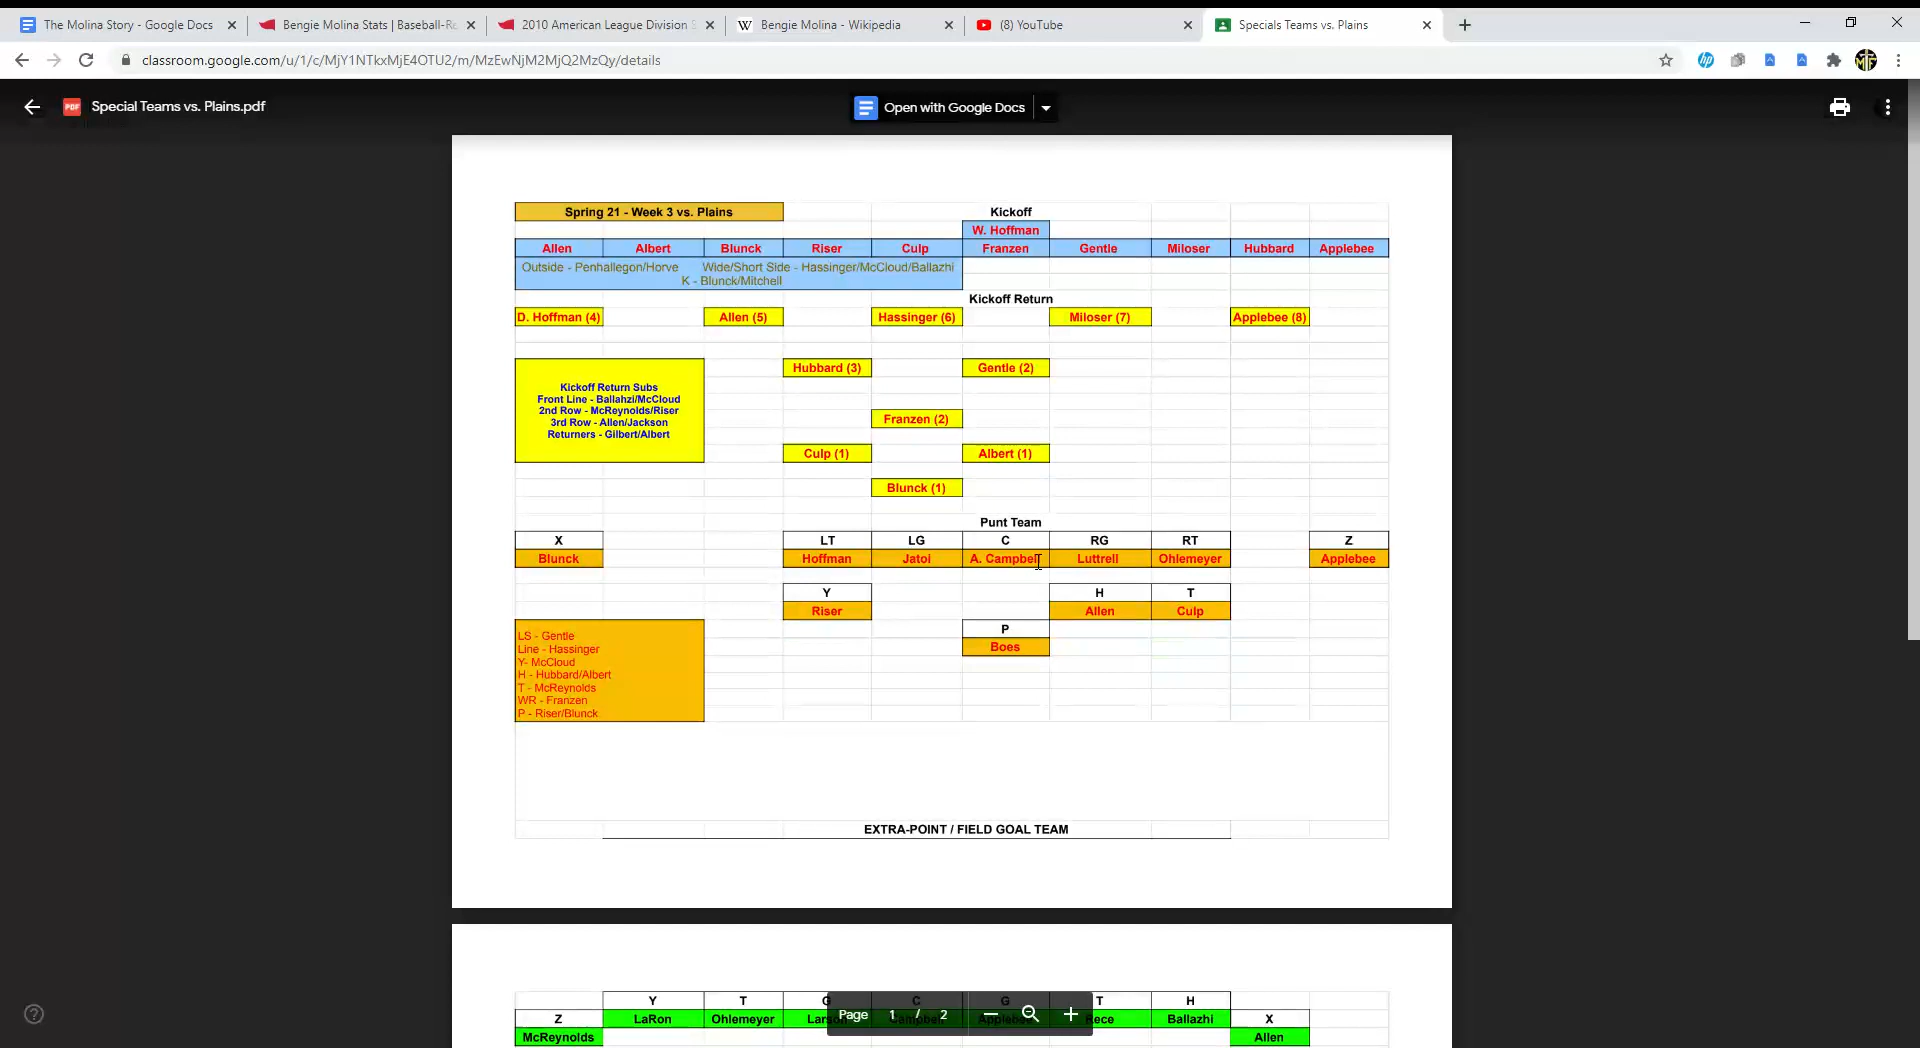 The Molina Story - Google Docs
Bengie Molina Stats | Baseball-Re
2010 American League Division S
Bengie Molina - Wikipedia
(8) YouTube
Specials Teams vs. Plains
classroom.google.com/u/1/c/MjY1NTkxMjE4OTU2/m/MzEwNjM2MjQ2MzQy/details
PDF
Special Teams vs. Plains.pdf
Open with Google Docs
Spring 21 - Week 3 vs. Plains
Kickoff
W. Hoffman
Allen Albert Blunck Riser Culp Franzen Gentle Miloser Hubbard Applebee
Outside - Penhallegon/Horve Wide/Short Side - Hassinger/McCloud/Ballazhi
K - Blunck/Mitchell
Kickoff Return
D. Hoffman (4) Allen (5) Hassinger (6) Miloser (7) Applebee (8)
Hubbard (3) Gentle (2)
Kickoff Return Subs
Front Line - Ballahzi/McCloud
2nd Row - McReynolds/Riser
3rd Row - Allen/Jackson
Returners - Gilbert/Albert
Franzen (2)
Culp (1) Albert (1)
Blunck (1)
Punt Team
X LT LG C RG RT Z
Blunck Hoffman Jatoi A. Campbell Luttrell Ohlemeyer Applebee
Y H T
Riser Allen Culp
P
Boes
LS - Gentle
Line - Hassinger
Y- McCloud
H - Hubbard/Albert
T - McReynolds
WR - Franzen
P - Riser/Blunck
EXTRA-POINT / FIELD GOAL TEAM
Y T G C G T H
Z LaRon Ohlemeyer Larson Campbell Applebee Rece Ballazhi X
McReynolds Allen
Page 1 / 2